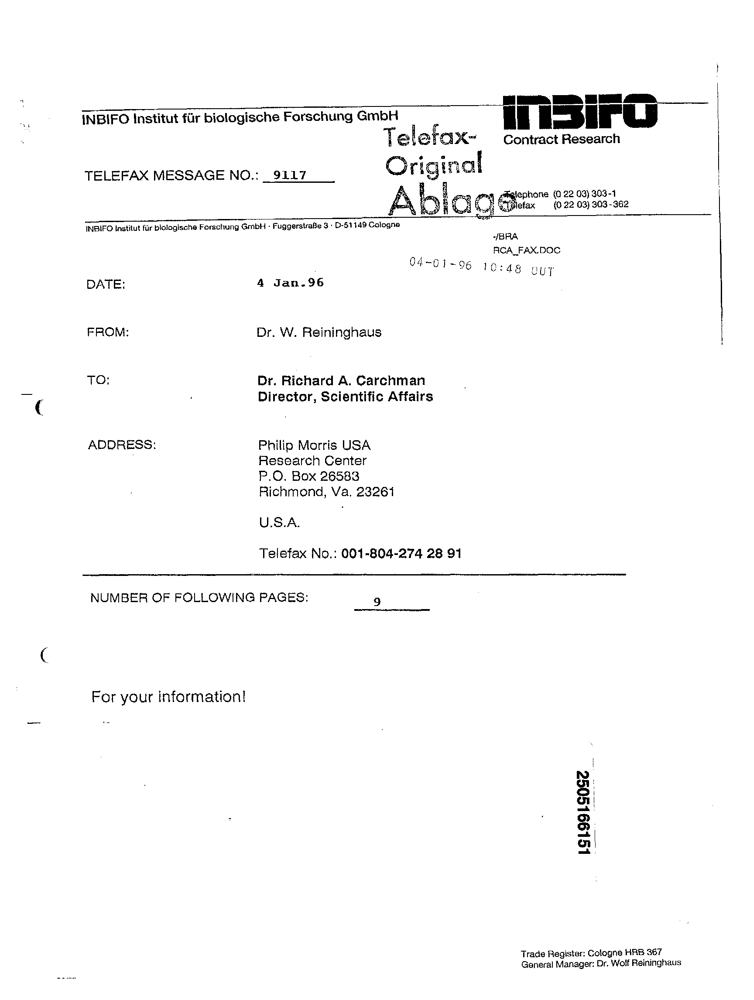 INBIFO Institut für biologische Forschung GmbH
INBIFO
Contract Research
Telefax-
Original
Ablage
TELEFAX MESSAGE NO.: 9117
Telephone (0 22 03) 303-1
Telefax (0 22 03) 303-362
INBIFO Institut für biologische Forschung GmbH · Fuggerstraße 3 · D-51149 Cologne
-/BRA
RCA_FAX.DOC
04-01-96 10:48 OUT
DATE: 4 Jan.96
FROM: Dr. W. Reininghaus
TO: Dr. Richard A. Carchman
Director, Scientific Affairs
ADDRESS: Philip Morris USA
Research Center
P.O. Box 26583
Richmond, Va. 23261
U.S.A.
Telefax No.: 001-804-274 28 91
NUMBER OF FOLLOWING PAGES: 9
For your information!
2505166151
Trade Register: Cologne HRB 367
General Manager: Dr. Wolf Reininghaus